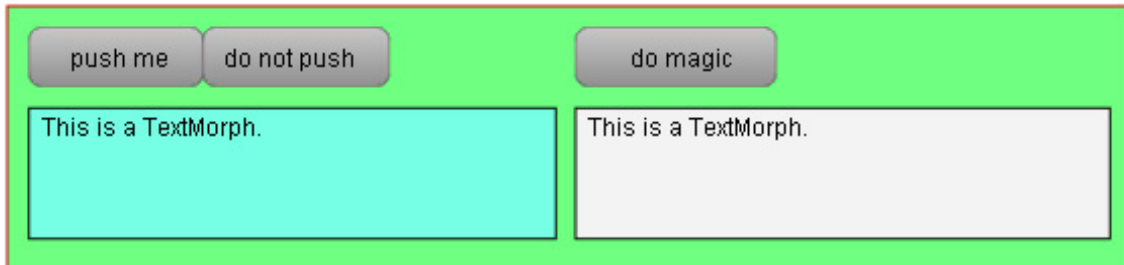 push me do not push do magic
This is a TextMorph. This is a TextMorph.